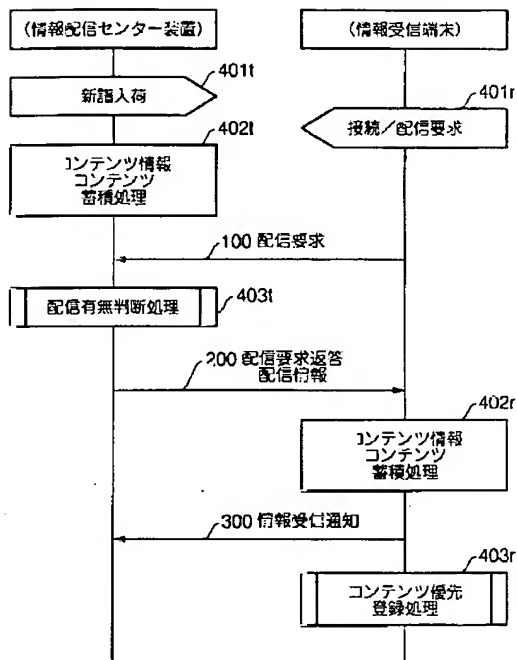 (情報配信センター装置)
(情報受信端末)
401t
新譜入荷
401r
接続/配信要求
402t
コンテンツ情報
コンテンツ
蓄積処理
100 配信要求
403t
配信有無判断処理
200 配信要求返答
配信情報
402r
コンテンツ情報
コンテンツ
蓄積処理
300 情報受信通知
403r
コンテンツ優先
登録処理